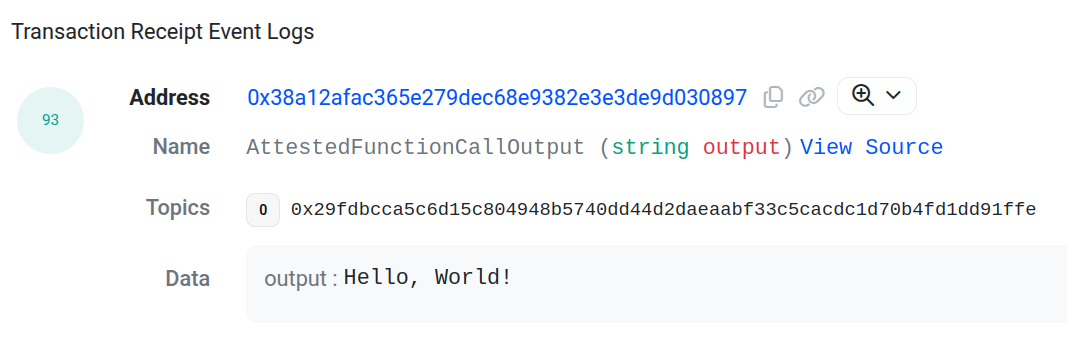 Transaction Receipt Event Logs
93
Address 0x38a12afac365e279dec68e9382e3e3de9d030897
Name AttestedFunctionCallOutput (string output) View Source
Topics 0 0x29fdbcca5c6d15c804948b5740dd44d2daeaabf33c5cacdc1d70b4fd1dd91ffe
Data output : Hello, World!